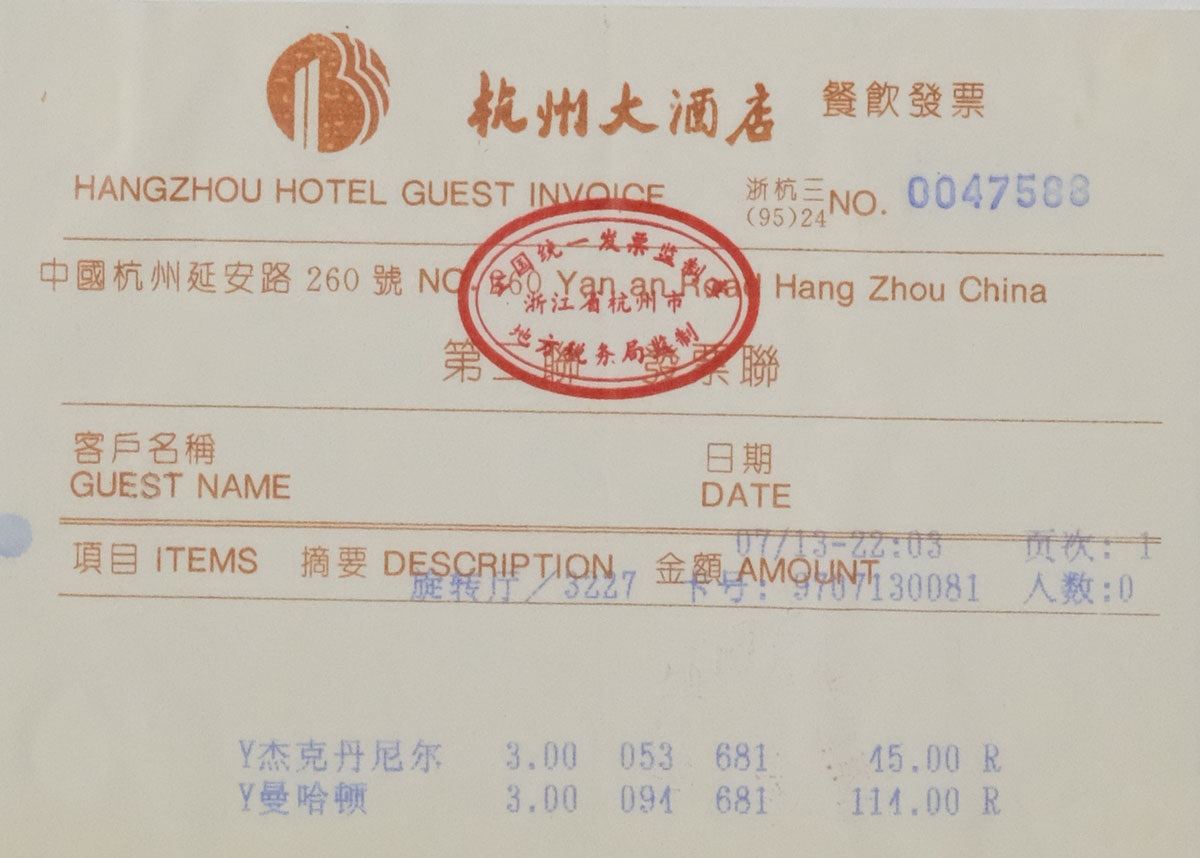 杭州大酒店 餐飲發票
HANGZHOU HOTEL GUEST INVOICE 浙杭三(95)24 NO. 0047588
中國杭州延安路 260 號 NO. 260 Yan an Road Hang Zhou China
全国统一发票监制章
浙江省杭州市
地方税务局监制
第二聯 發票聯
客戶名稱 日期
GUEST NAME DATE
07/13-22:03 页次: 1
項目 ITEMS 摘要 DESCRIPTION 金額 AMOUNT
旋转厅/3227 卡号: 9707130081 人数:0
Y杰克丹尼尔 3.00 053 681 45.00 R
Y曼哈顿 3.00 094 681 114.00 R